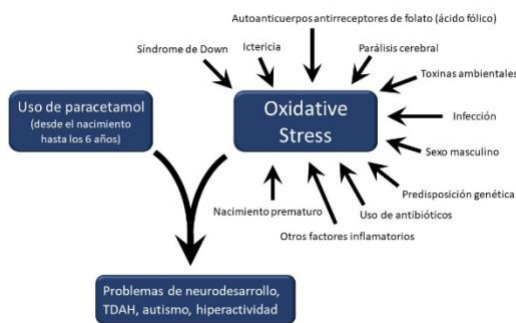 Autoanticuerpos antirreceptores de folato (ácido fólico)
Síndrome de Down
Ictericia
Parálisis cerebral
Toxinas ambientales
Uso de paracetamol
(desde el nacimiento
hasta los 6 años)
Oxidative
Stress
Infección
Sexo masculino
Predisposición genética
Nacimiento prematuro
Uso de antibióticos
Otros factores inflamatorios
Problemas de neurodesarrollo,
TDAH, autismo, hiperactividad